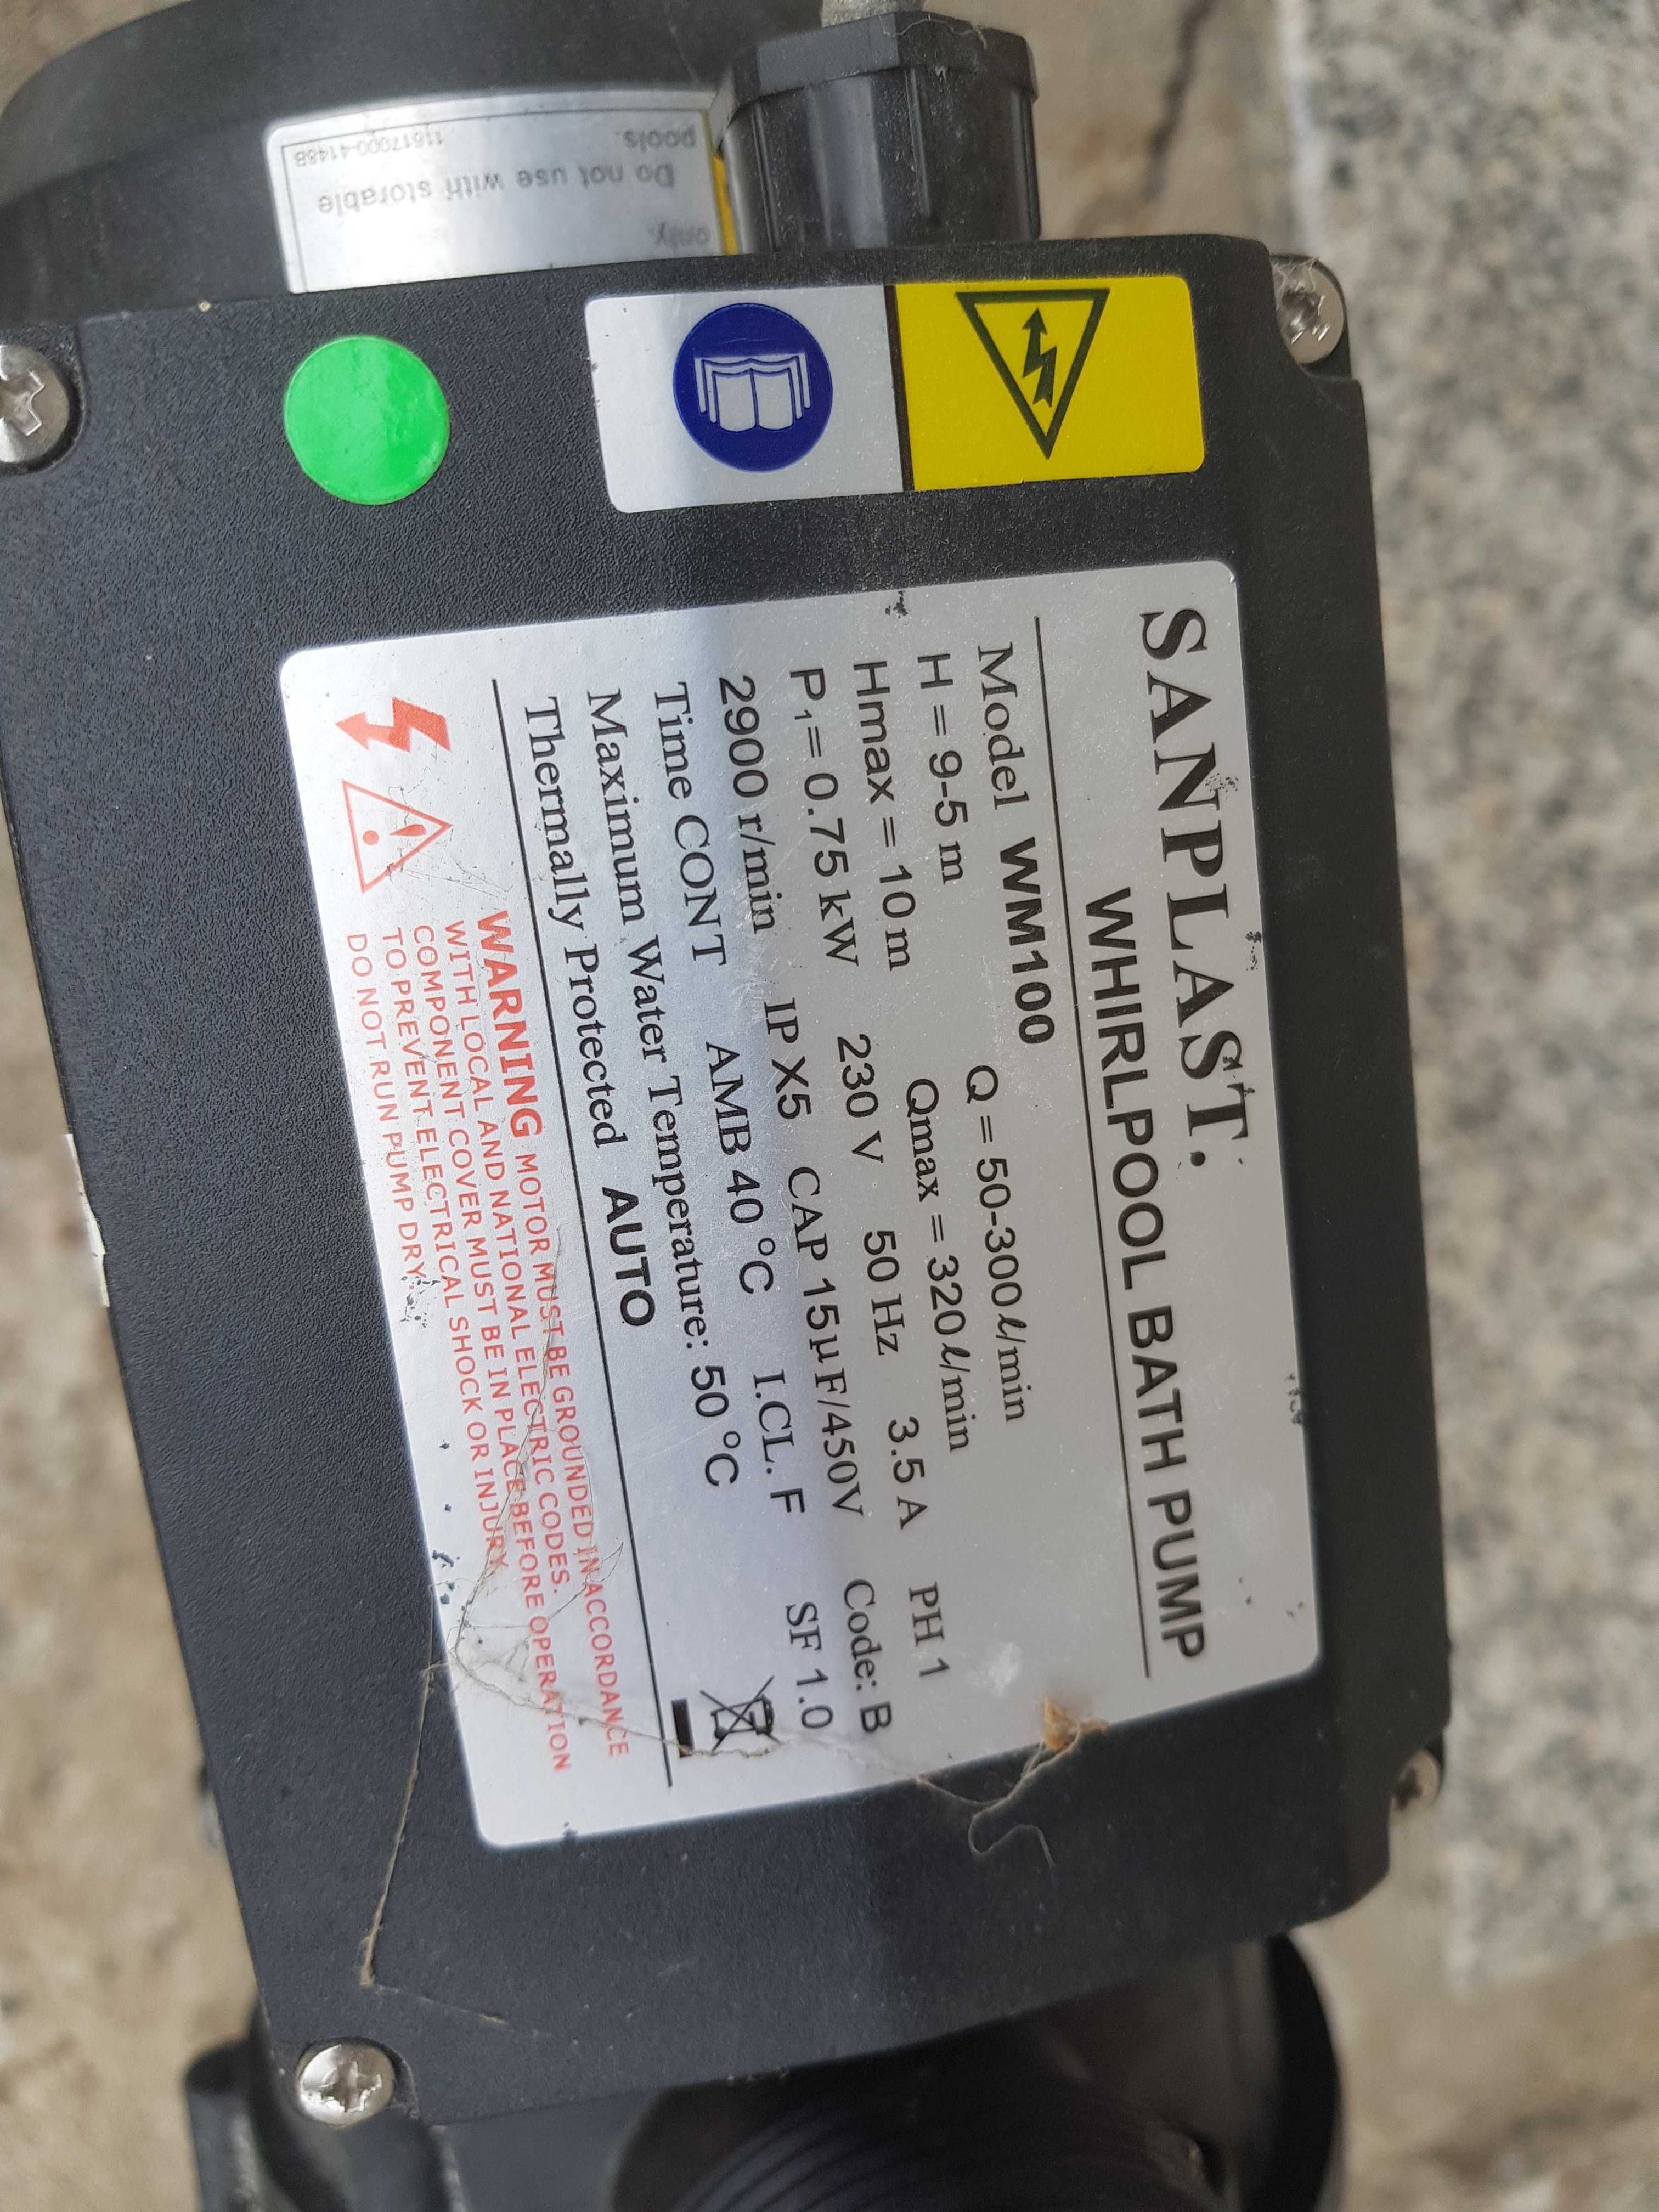 SANPLAST.
WHIRLPOOL BATH PUMP
Model WM100 Q = 50-300 ℓ/min
H = 9-5 m Qmax = 320 ℓ/min
Hmax = 10 m 230 V 50 Hz 3.5 A PH 1
P₁= 0.75 kW IP X5 CAP 15µF/450V Code: B
2900 r/min AMB 40 °C I.CL. F SF 1.0
Time CONT
Maximum Water Temperature: 50 °C
Thermally Protected AUTO
WARNING MOTOR MUST BE GROUNDED IN ACCORDANCE
WITH LOCAL AND NATIONAL ELECTRIC CODES.
COMPONENT COVER MUST BE IN PLACE BEFORE OPERATION
TO PREVENT ELECTRICAL SHOCK OR INJURY.
DO NOT RUN PUMP DRY.
only.
Do not use with storable
pools.
11617000-4148B